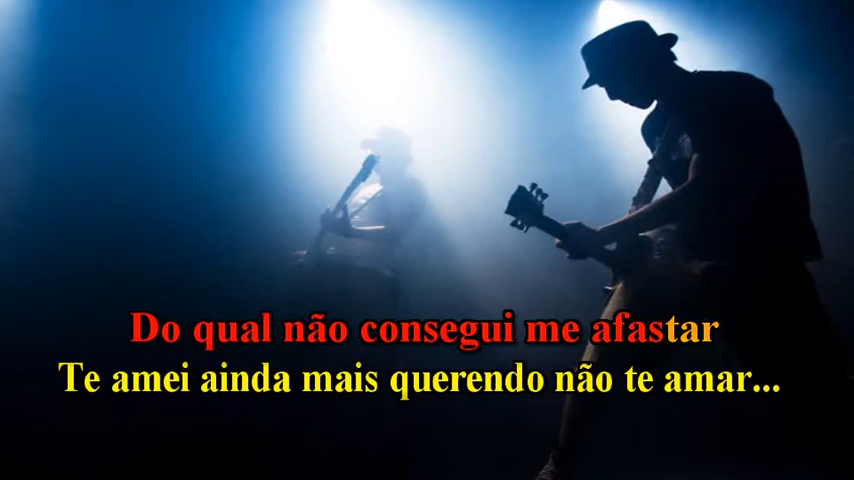 Do qual não consegui me afastar
Te amei ainda mais querendo não te amar...